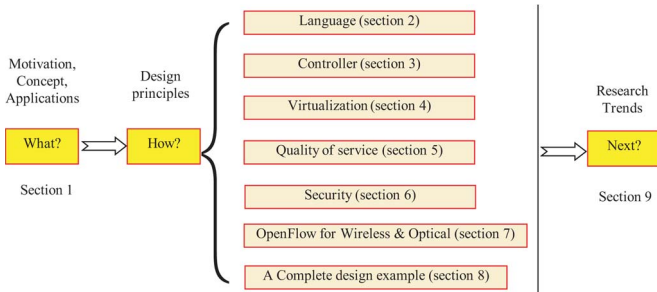 Motivation,
Concept,
Applications
What?
Section 1
Design
principles
How?
Language (section 2)
Controller (section 3)
Virtualization (section 4)
Quality of service (section 5)
Security (section 6)
OpenFlow for Wireless & Optical (section 7)
A Complete design example (section 8)
Research
Trends
Next?
Section 9